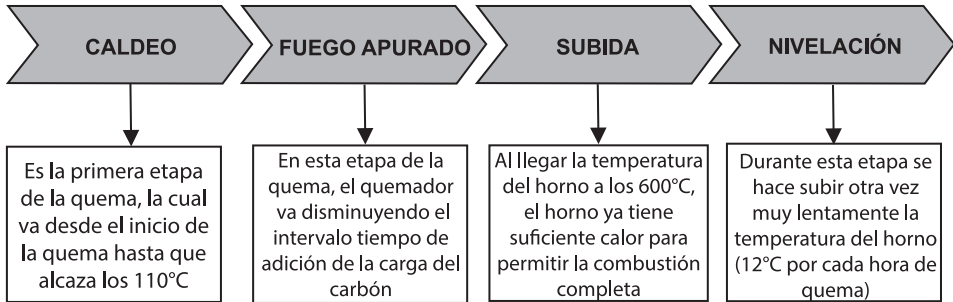 CALDEO
FUEGO APURADO
SUBIDA
NIVELACIÓN
Es la primera etapa
de la quema, la cual
va desde el inicio de
la quema hasta que
alcaza los 110°C
En esta etapa de la
quema, el quemador
va disminuyendo el
intervalo tiempo de
adición de la carga del
carbón
Al llegar la temperatura
del horno a los 600°C,
el horno ya tiene
suficiente calor para
permitir la combustión
completa
Durante esta etapa se
hace subir otra vez
muy lentamente la
temperatura del horno
(12°C por cada hora de
quema)